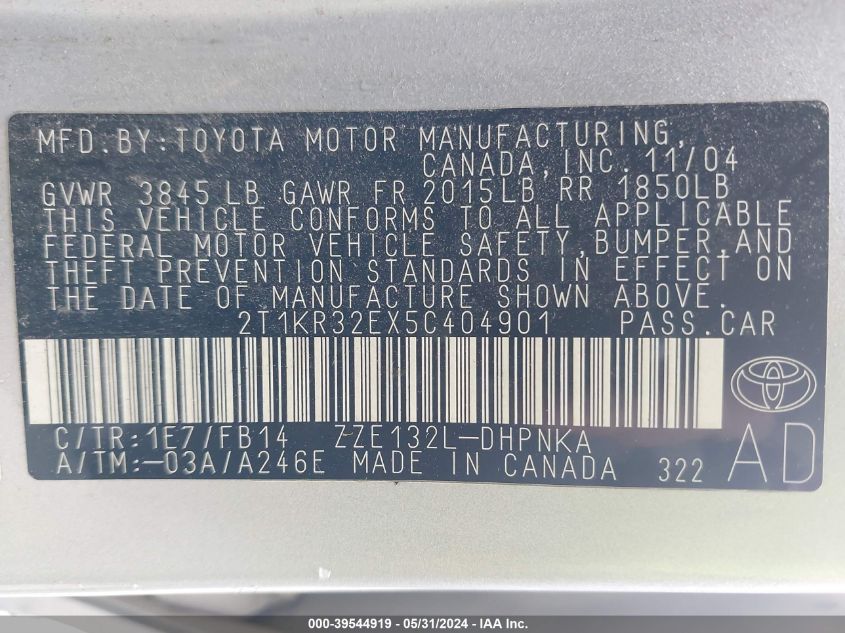 MFD.BY:TOYOTA MOTOR MANUFACTURING,
CANADA,INC. 11/04
GVWR 3845 LB GAWR FR 2015LB RR 1850LB
THIS VEHICLE CONFORMS TO ALL APPLICABLE
FEDERAL MOTOR VEHICLE SAFETY,BUMPER,AND
THEFT PREVENTION STANDARDS IN EFFECT ON
THE DATE OF MANUFACTURE SHOWN ABOVE.
2T1KR32EX5C404901 PASS.CAR
C/TR:1E7/FB14 ZZE132L-DHPNKA
A/TM:-03A/A246E MADE IN CANADA 322 AD
000-39544919 - 05/31/2024 - IAA Inc.